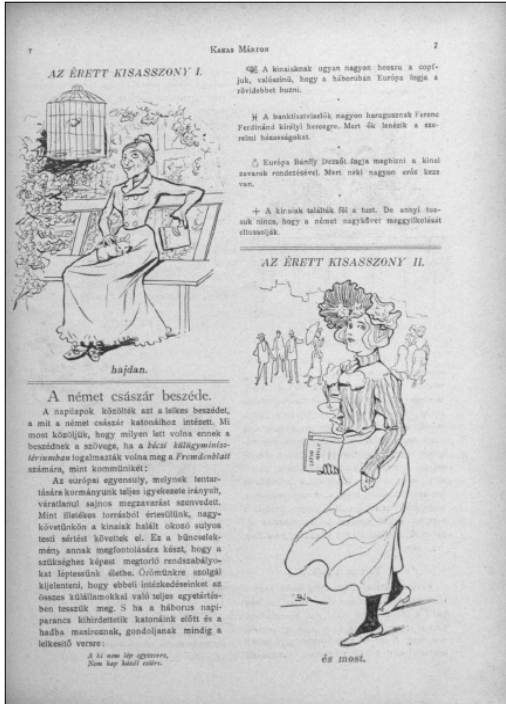 7
KAKAS MÁRTON
7
AZ ÉRETT KISASSZONY I.
hajdan.
A német császár beszéde.
A napilapok közölték azt a lelkes beszédet,
a mit a német császár katonáihoz intézett. Mi
most közöljük, hogy milyen lett volna ennek a
beszédnek a szövege, ha a bécsi külügyminisz-
tériumban fogalmazták volna meg a Fremdenblatt
számára, mint kommünikét:
Az európai egyensuly, melynek fentar-
tására kormányunk teljes igyekezete irányult,
váratlanul sajnos megzavarást szenvedett.
Mint illetékes forrásból értesülünk, nagy-
követünkön a kinaiak halált okozó sulyos
testi sértést követtek el. Ez a bűncselek-
mény annak megfontolására készt, hogy a
szükséghez képest megtorló rendszabályo-
kat léptessünk életbe. Örömünkre szolgál
kijelenteni, hogy ebbeli intézkedéseinket az
összes külállamokkal való teljes egyetértés-
ben tesszük meg. S ha a háborus napi-
parancs kihirdettetik katonáink előtt és a
hadba masiroznak, gondoljanak mindig a
lelkesitő versre:
A ki nem lép egyszerre,
Nem kap rétest estére.
A kinaiaknak ugyan nagyon hosszu a copf-
juk, valószinű, hogy a háboruban Európa fogja a
rövidebbet huzni.
A banktisztviselők nagyon haragusznak Ferenc
Ferdinánd királyi hercegre. Mert ők lenézik a sze-
relmi házasságokat.
Európa Bánffy Dezsőt fogja megbizni a kinai
zavarok rendezésével. Mert neki nagyon erős keze
van.
+ A kinaiak találták föl a tust. De annyi tus-
suk nincs, hogy a német nagykövet meggyilkolását
eltussolják.
AZ ÉRETT KISASSZONY II.
és most.